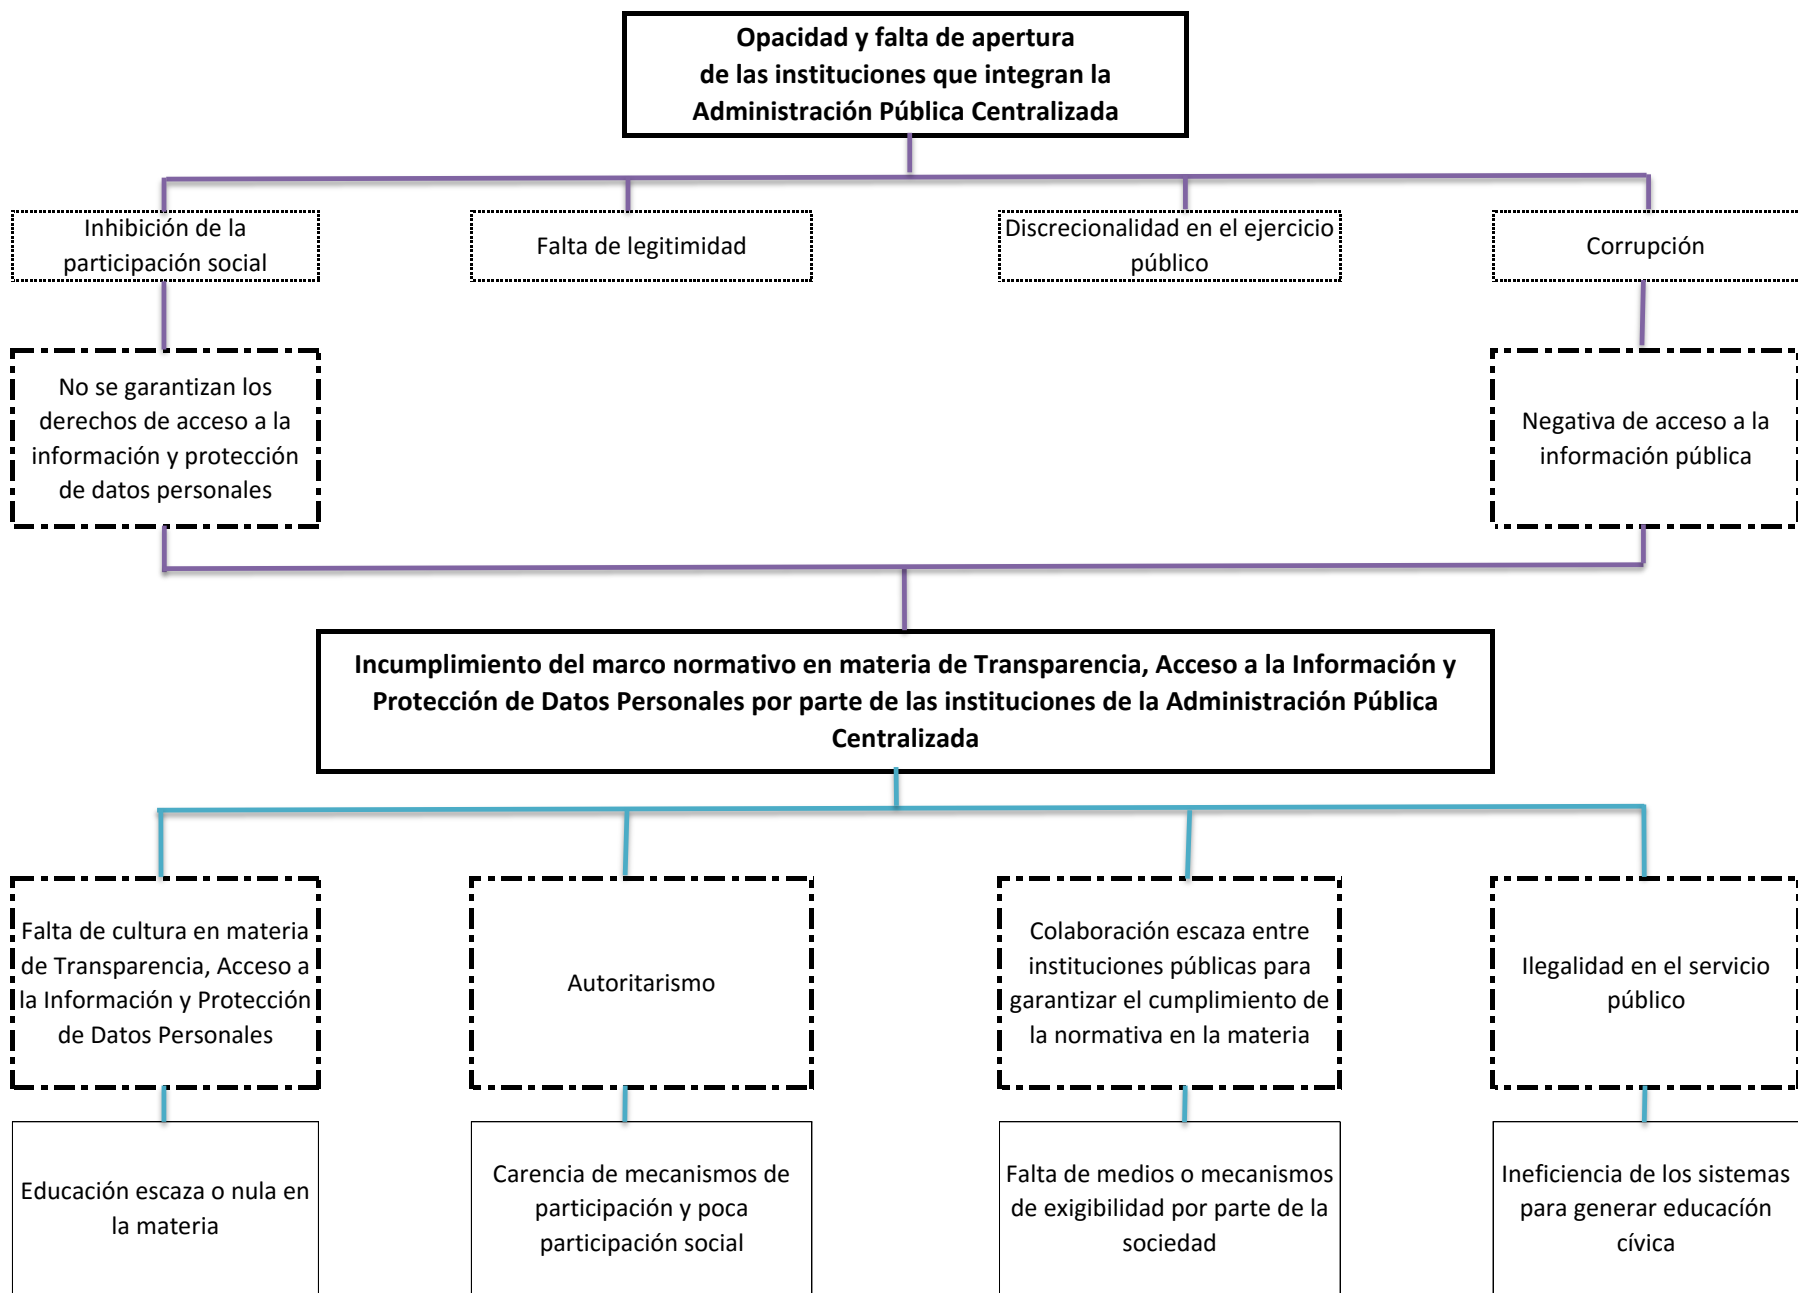 Opacidad y falta de apertura
de las instituciones que integran la
Administración Pública Centralizada
Inhibición de la
participación social
Falta de legitimidad
Discrecionalidad en el ejercicio
público
Corrupción
No se garantizan los
derechos de acceso a la
información y protección
de datos personales
Negativa de acceso a la
información pública
Incumplimiento del marco normativo en materia de Transparencia, Acceso a la Información y
Protección de Datos Personales por parte de las instituciones de la Administración Pública
Centralizada
Falta de cultura en materia
de Transparencia, Acceso a
la Información y Protección
de Datos Personales
Autoritarismo
Colaboración escaza entre
instituciones públicas para
garantizar el cumplimiento de
la normativa en la materia
Ilegalidad en el servicio
público
Educación escaza o nula en
la materia
Carencia de mecanismos de
participación y poca
participación social
Falta de medios o mecanismos
de exigibilidad por parte de la
sociedad
Ineficiencia de los sistemas
para generar educacíón
cívica